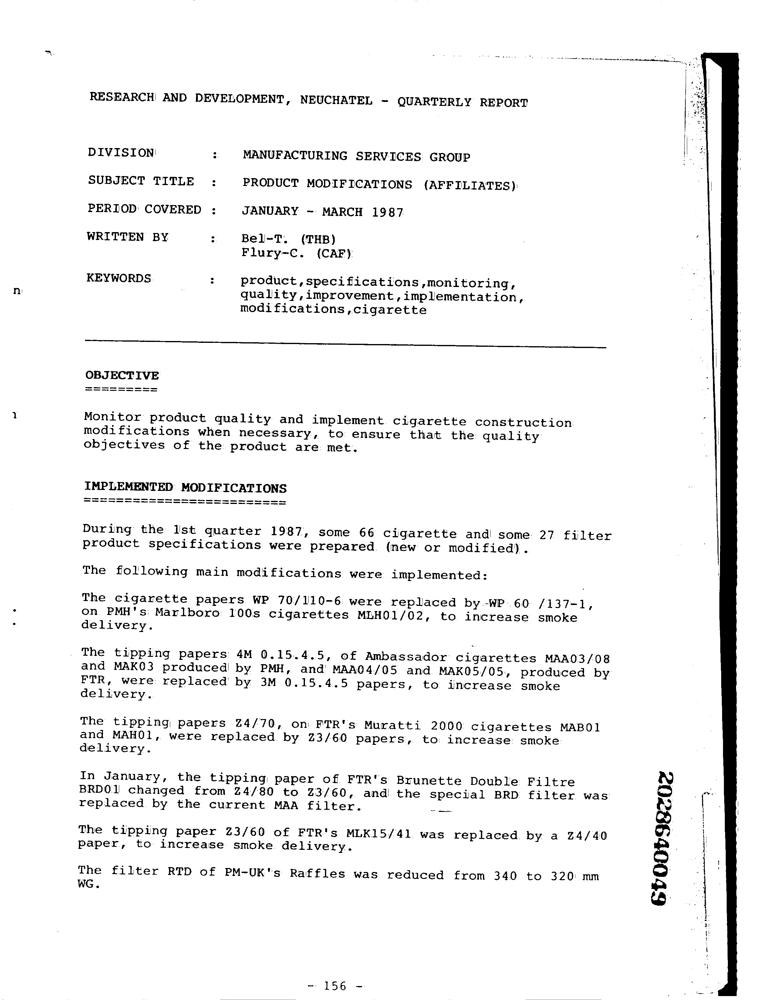 RESEARCH AND DEVELOPMENT, NEUCHATEL - QUARTERLY REPORT
DIVISION : MANUFACTURING SERVICES GROUP
SUBJECT TITLE : PRODUCT MODIFICATIONS (AFFILIATES)
PERIOD COVERED : JANUARY - MARCH 1987
WRITTEN BY : Bel-T. (THB)
Flury-C. (CAF)
KEYWORDS : product,specifications,monitoring,
quality,improvement,implementation,
modifications,cigarette
OBJECTIVE
=========
Monitor product quality and implement cigarette construction
modifications when necessary, to ensure that the quality
objectives of the product are met.
IMPLEMENTED MODIFICATIONS
=========================
During the 1st quarter 1987, some 66 cigarette and some 27 filter
product specifications were prepared (new or modified).
The following main modifications were implemented:
The cigarette papers WP 70/110-6 were replaced by WP 60 /137-1,
on PMH's Marlboro 100s cigarettes MLH01/02, to increase smoke
delivery.
The tipping papers 4M 0.15.4.5, of Ambassador cigarettes MAA03/08
and MAK03 produced by PMH, and MAA04/05 and MAK05/05, produced by
FTR, were replaced by 3M 0.15.4.5 papers, to increase smoke
delivery.
The tipping papers Z4/70, on FTR's Muratti 2000 cigarettes MAB01
and MAH01, were replaced by Z3/60 papers, to increase smoke
delivery.
In January, the tipping paper of FTR's Brunette Double Filtre
BRD01 changed from Z4/80 to Z3/60, and the special BRD filter was
replaced by the current MAA filter.
The tipping paper Z3/60 of FTR's MLK15/41 was replaced by a Z4/40
paper, to increase smoke delivery.
The filter RTD of PM-UK's Raffles was reduced from 340 to 320 mm
WG.
- 156 -
2028640049